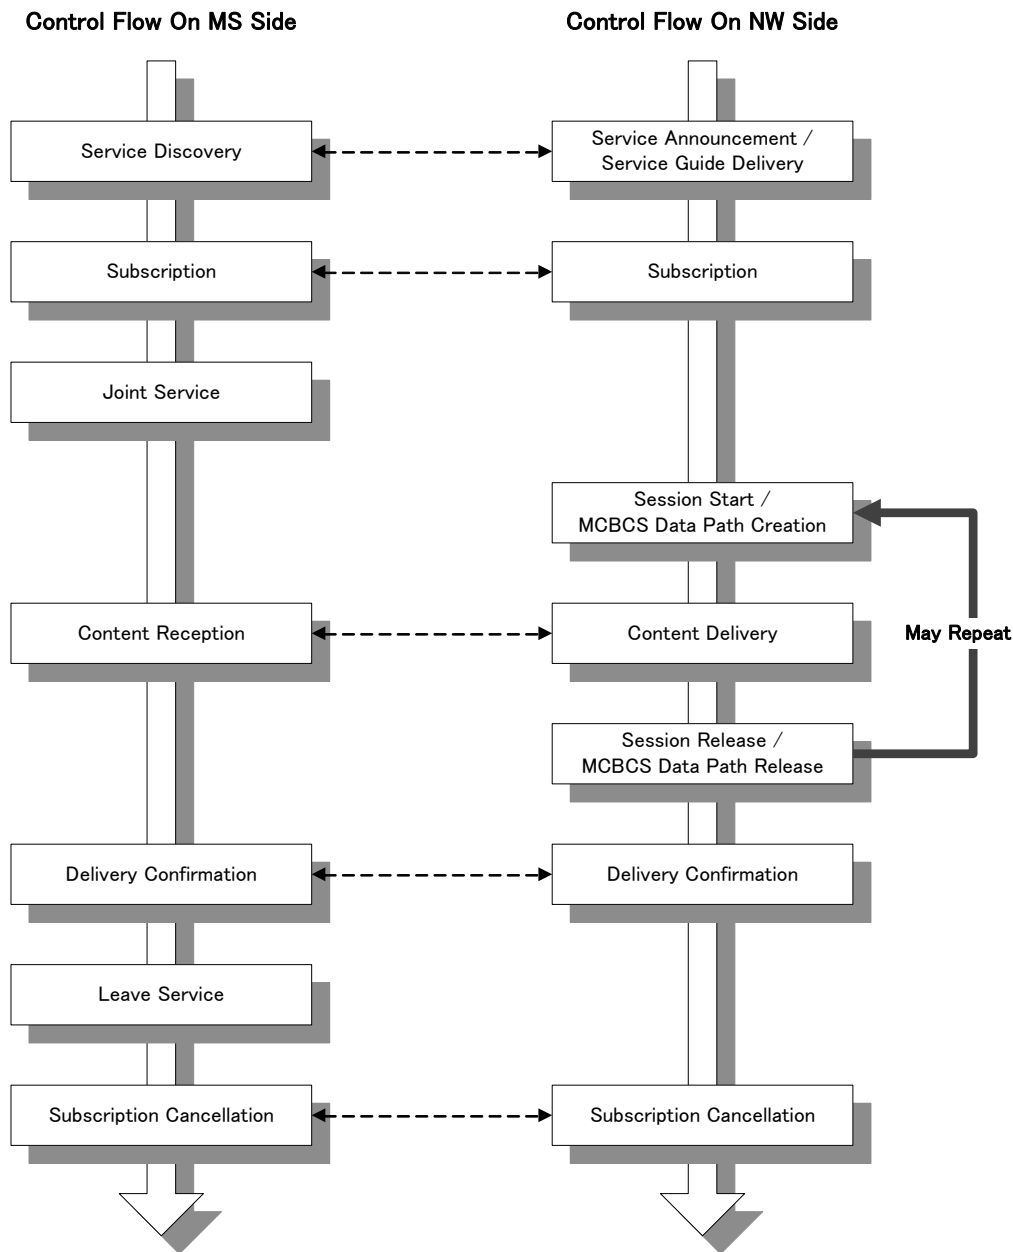 Control Flow On MS Side
Control Flow On NW Side
Service Discovery
Service Announcement /
Service Guide Delivery
Subscription
Subscription
Joint Service
Session Start /
MCBCS Data Path Creation
Content Reception
Content Delivery
May Repeat
Session Release /
MCBCS Data Path Release
Delivery Confirmation
Delivery Confirmation
Leave Service
Subscription Cancellation
Subscription Cancellation